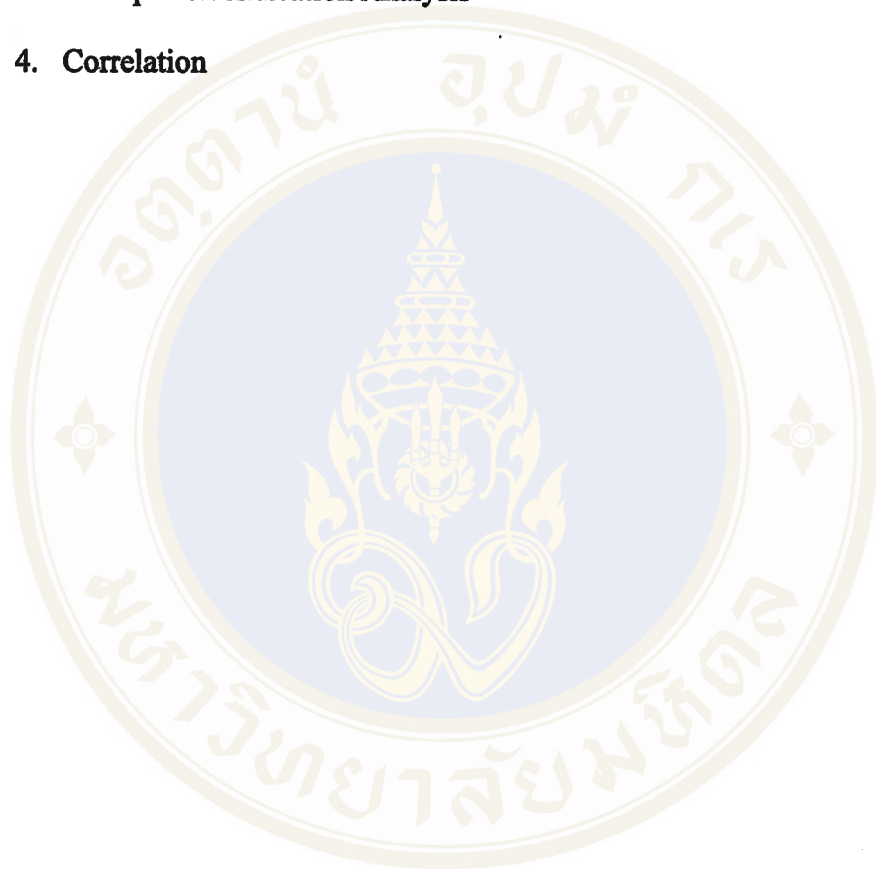 4. Correlation
อตฺตานํ อุปมํ กเร
มหาวิทยาลัยมหิดล